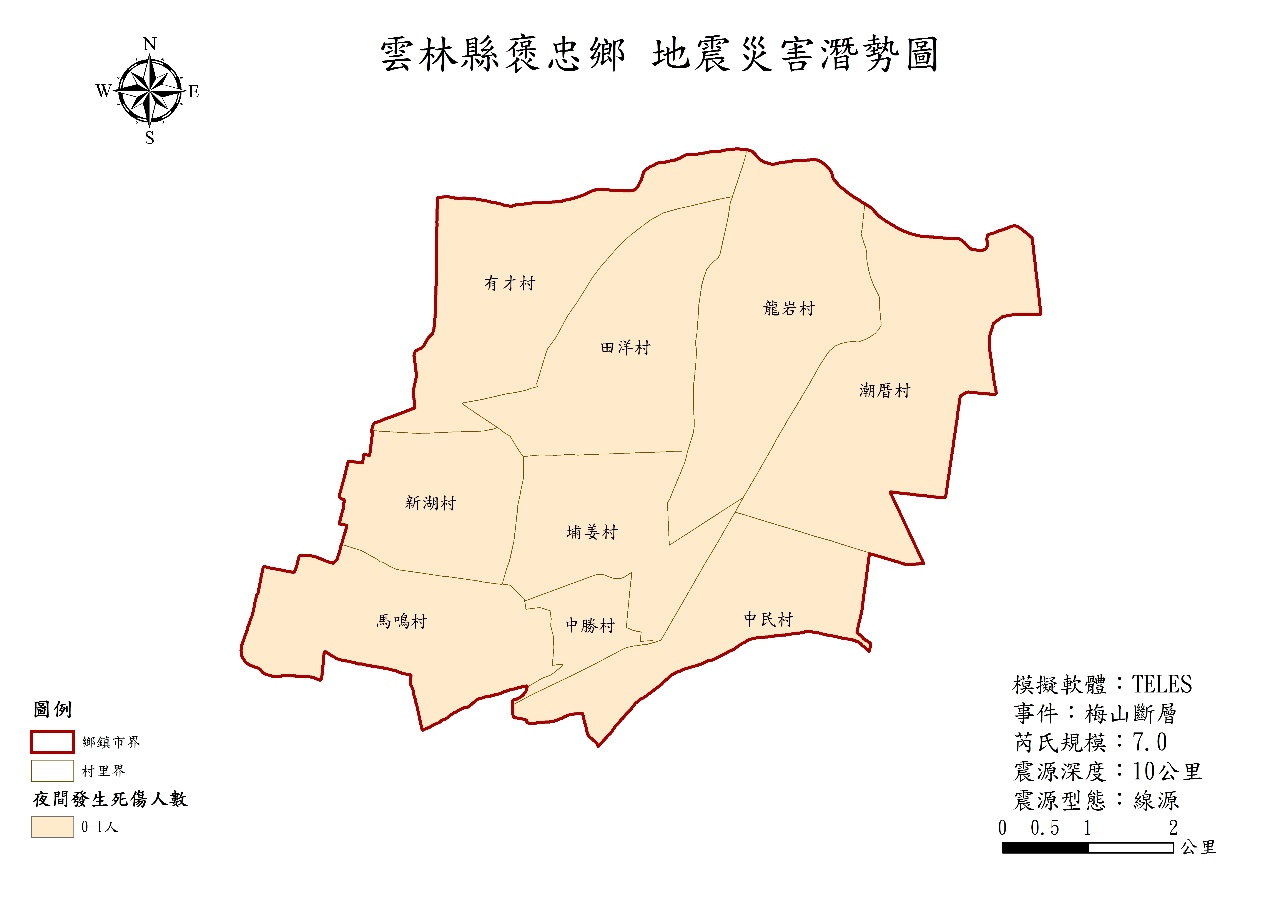 雲林縣褒忠鄉 地震災害潛勢圖
N
W
E
S
有才村
龍岩村
田洋村
潮厝村
新湖村
埔姜村
馬鳴村
中勝村
中民村
模擬軟體：TELES
事件：梅山斷層
芮氏規模：7.0
震源深度：10公里
震源型態：線源
0 0.5 1 2
公里
圖例
鄉鎮市界
村里界
夜間發生死傷人數
0 1人